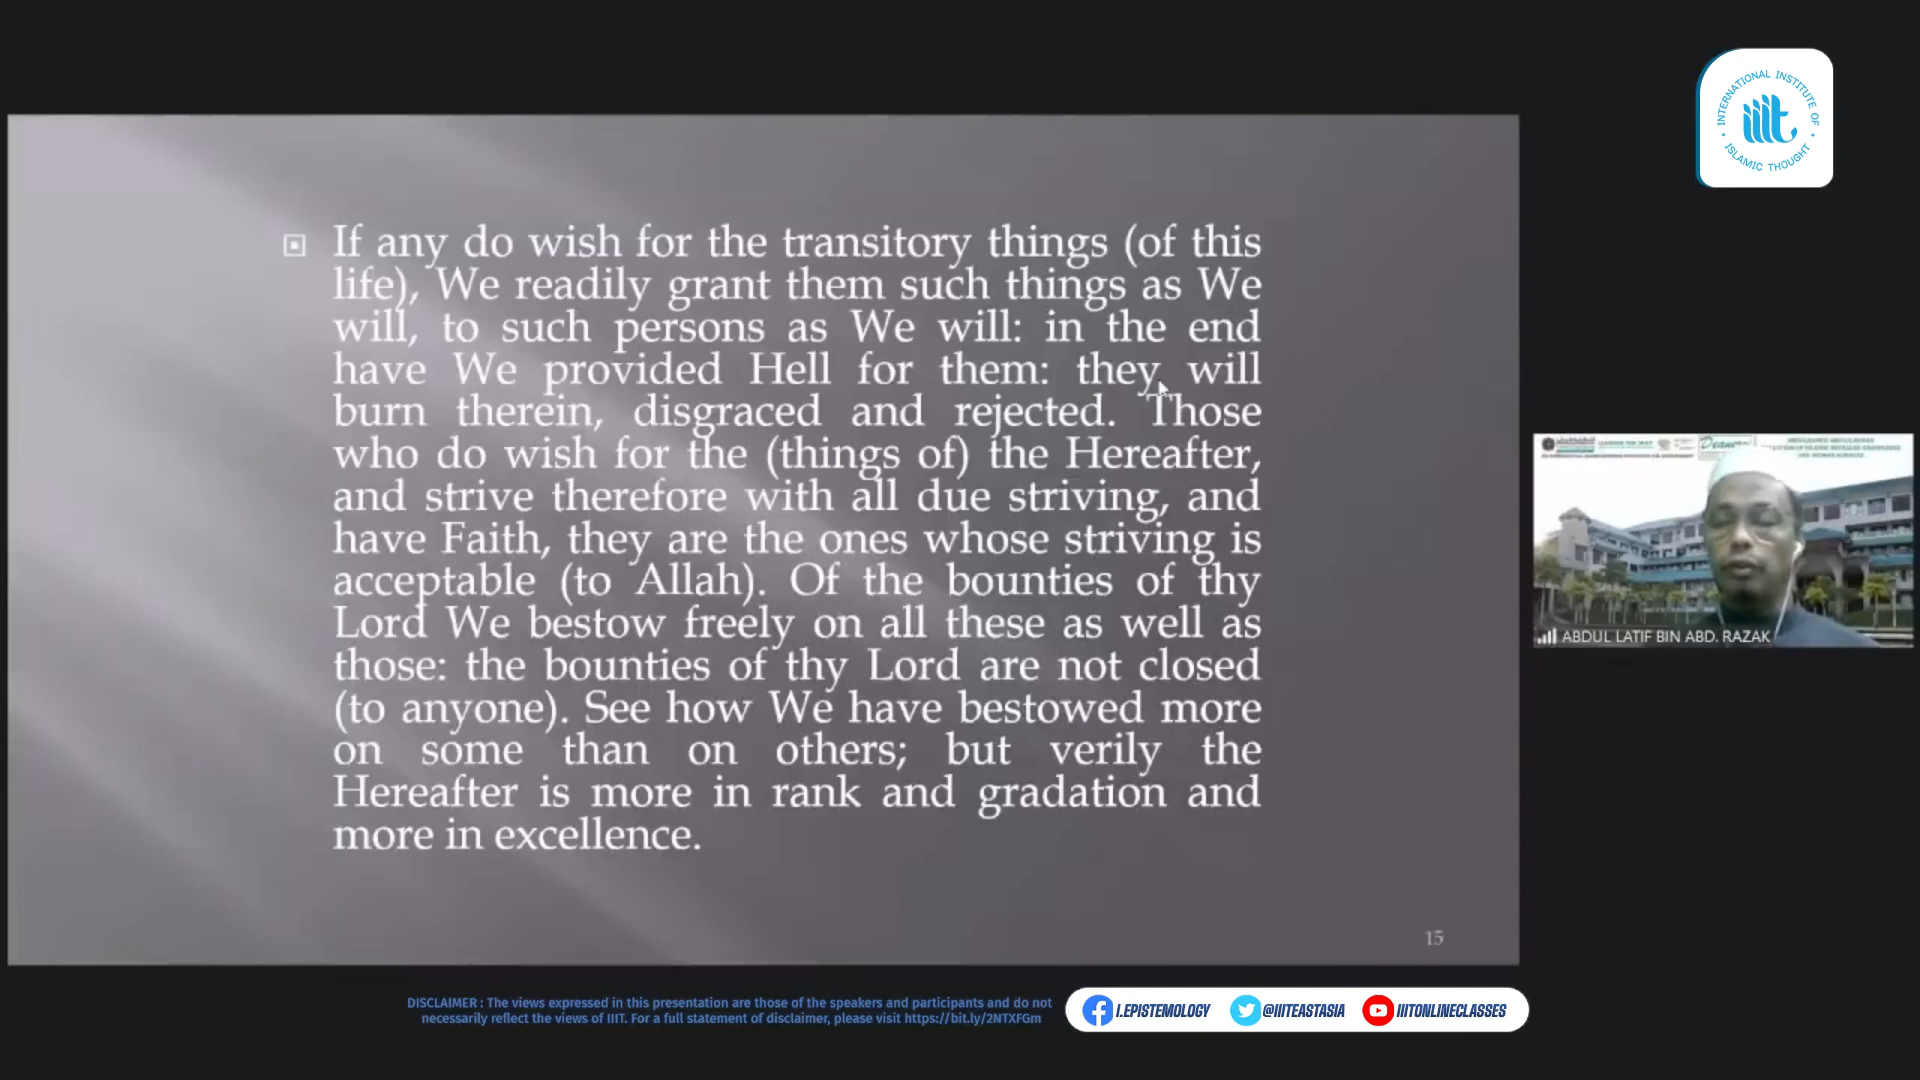 INTERNATIONAL INSTITUTE OF
iiit
ISLAMIC THOUGHT
If any do wish for the transitory things (of this
life), We readily grant them such things as We
will, to such persons as We will: in the end
have We provided Hell for them: they will
burn therein, disgraced and rejected. Those
who do wish for the (things of) the Hereafter,
and strive therefore with all due striving, and
have Faith, they are the ones whose striving is
acceptable (to Allah). Of the bounties of thy
Lord We bestow freely on all these as well as
those: the bounties of thy Lord are not closed
(to anyone). See how We have bestowed more
on some than on others; but verily the
Hereafter is more in rank and gradation and
more in excellence.
15
ABDUL LATIF BIN ABD. RAZAK
DISCLAIMER : The views expressed in this presentation are those of the speakers and participants and do not
necessarily reflect the views of IIIT. For a full statement of disclaimer, please visit https://bit.ly/2NTXFGm
I.EPISTEMOLOGY @IIITEASTASIA IIITONLINECLASSES